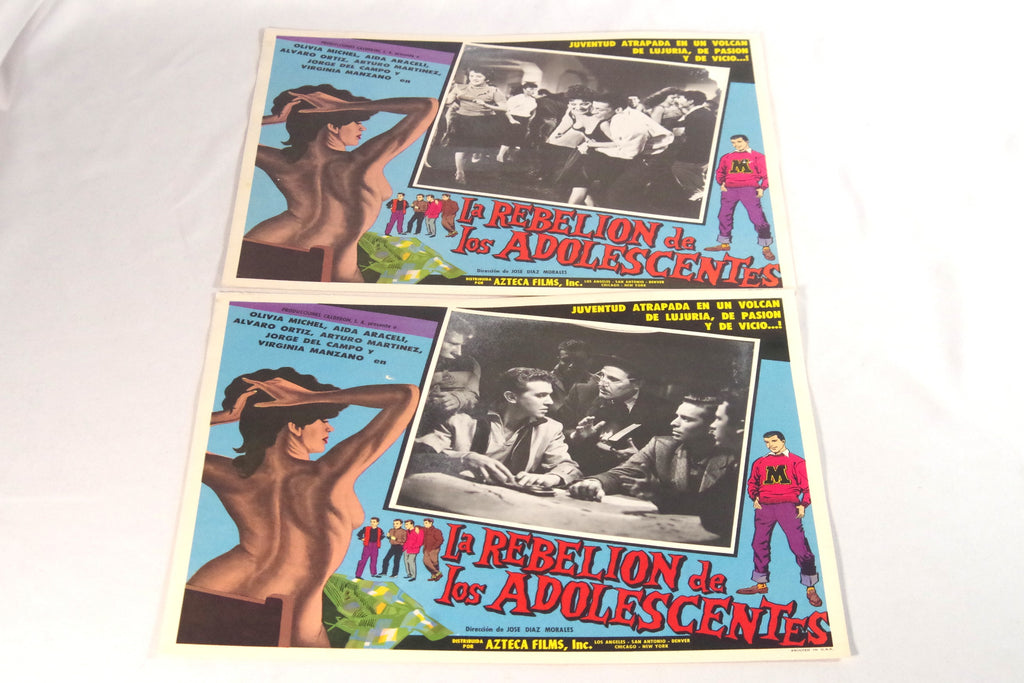 PRODUCCIONES CALDERON, S. A. presenta a
OLIVIA MICHEL, AIDA ARACELI,
ALVARO ORTIZ, ARTURO MARTINEZ,
JORGE DEL CAMPO Y
VIRGINIA MANZANO en
JUVENTUD ATRAPADA EN UN VOLCAN
DE LUJURIA, DE PASION
Y DE VICIO...!
M
La REBELION de
los ADOLESCENTES
Dirección de JOSE DIAZ MORALES
DISTRIBUIDA
POR AZTECA FILMS, Inc. LOS ANGELES - SAN ANTONIO - DENVER
CHICAGO - NEW YORK
PRODUCCIONES CALDERON, S. A. presenta a
OLIVIA MICHEL, AIDA ARACELI,
ALVARO ORTIZ, ARTURO MARTINEZ,
JORGE DEL CAMPO Y
VIRGINIA MANZANO en
JUVENTUD ATRAPADA EN UN VOLCAN
DE LUJURIA, DE PASION
Y DE VICIO...!
M
La REBELION de
los ADOLESCENTES
Dirección de JOSE DIAZ MORALES
DISTRIBUIDA
POR AZTECA FILMS, Inc. LOS ANGELES - SAN ANTONIO - DENVER
CHICAGO - NEW YORK
PRINTED IN U.S.A.